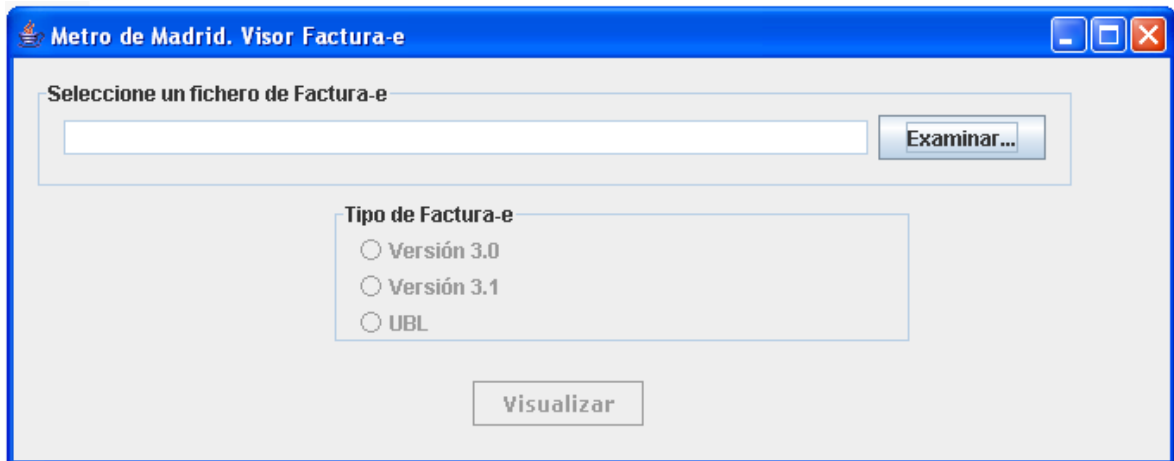 Metro de Madrid. Visor Factura-e
Seleccione un fichero de Factura-e
Examinar...
Tipo de Factura-e
Versión 3.0
Versión 3.1
UBL
Visualizar